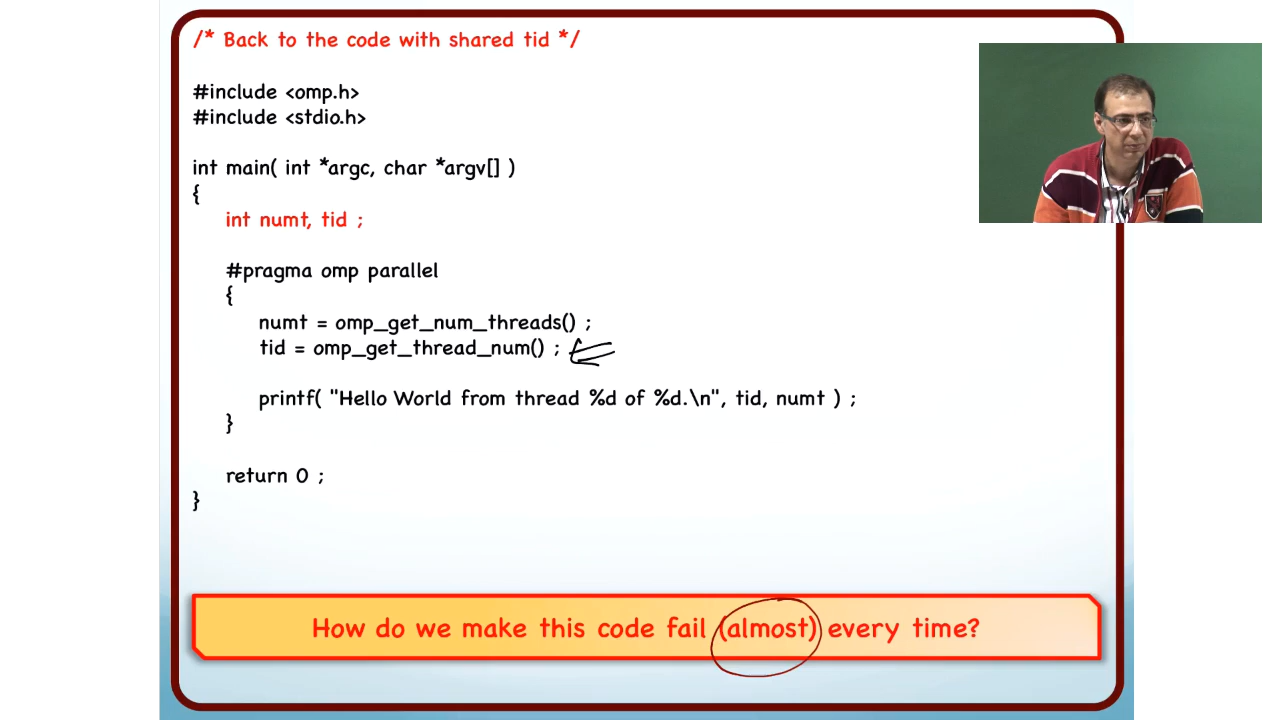 /* Back to the code with shared tid */
#include <omp.h>
#include <stdio.h>
int main( int *argc, char *argv[] )
{
int numt, tid ;
#pragma omp parallel
{
numt = omp_get_num_threads() ;
tid = omp_get_thread_num() ;
printf( "Hello World from thread %d of %d.\n", tid, numt ) ;
}
return 0 ;
}
How do we make this code fail (almost) every time?